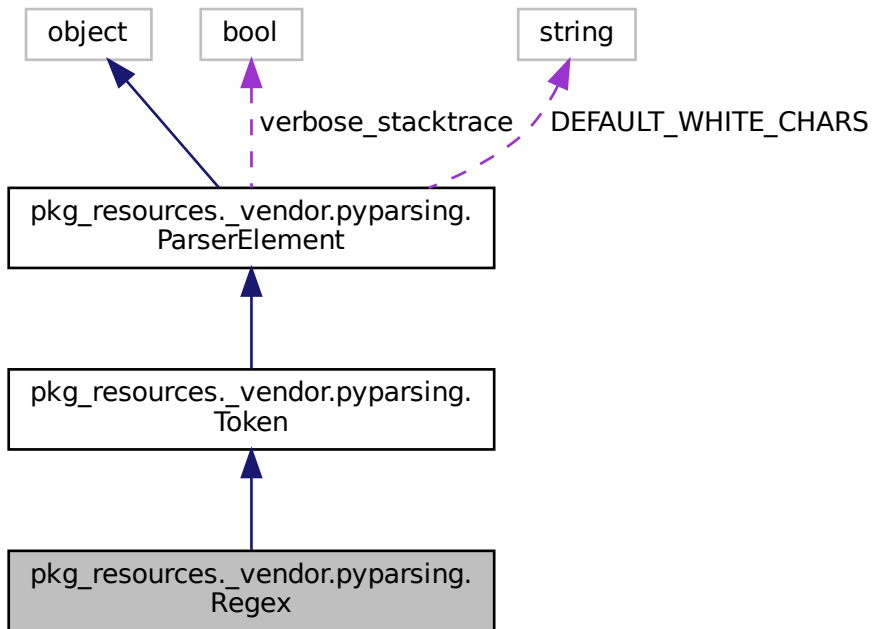 object
bool
string
verbose_stacktrace
DEFAULT_WHITE_CHARS
pkg_resources._vendor.pyparsing.
ParserElement
pkg_resources._vendor.pyparsing.
Token
pkg_resources._vendor.pyparsing.
Regex